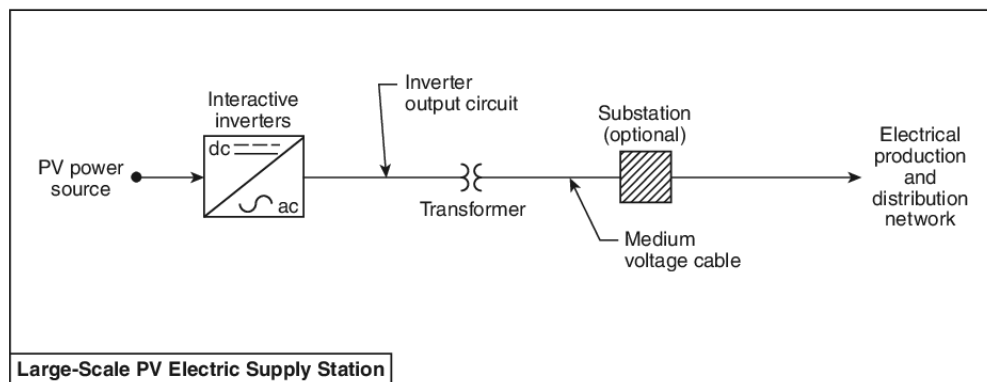 Interactive
inverters
dc
ac
PV power
source
Inverter
output circuit
Transformer
Medium
voltage cable
Substation
(optional)
Electrical
production
and
distribution
network
Large-Scale PV Electric Supply Station